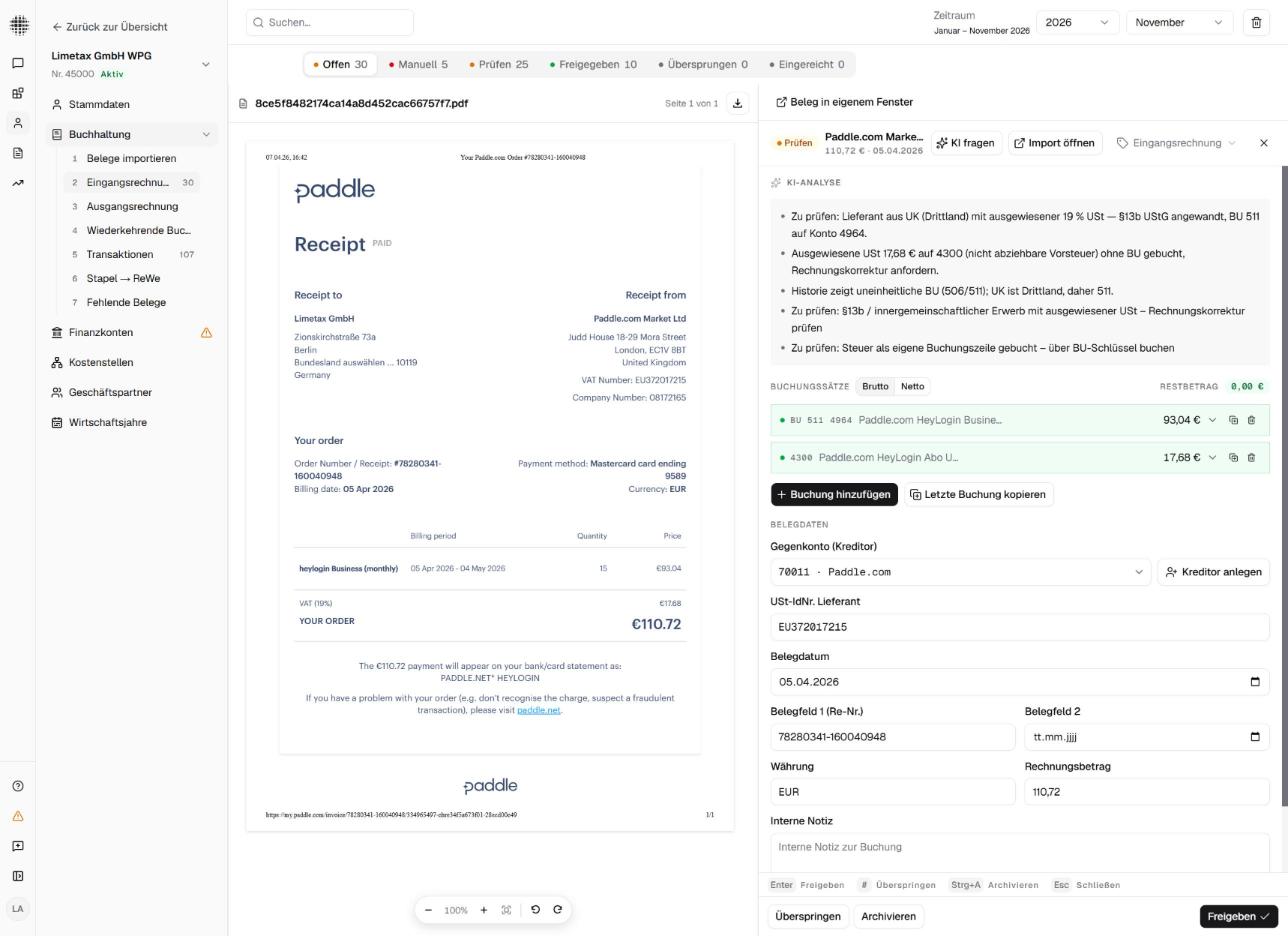 Zurück zur Übersicht
Limetax GmbH WPG
Nr. 45000 Aktiv
Stammdaten
Buchhaltung
1 Belege importieren
2 Eingangsrechnu... 30
3 Ausgangsrechnung
4 Wiederkehrende Buc...
5 Transaktionen 107
6 Stapel → ReWe
7 Fehlende Belege
Finanzkonten
Kostenstellen
Geschäftspartner
Wirtschaftsjahre
LA
Suchen...
Zeitraum
Januar – November 2026
2026
November
Offen 30
Manuell 5
Prüfen 25
Freigegeben 10
Übersprungen 0
Eingereicht 0
8ce5f8482174ca14a8d452cac66757f7.pdf
Seite 1 von 1
07.04.26, 16:42
Your Paddle.com Order #78280341-160040948
paddle
Receipt PAID
Receipt to
Limetax GmbH
Zionskirchstraße 73a
Berlin
Bundesland auswählen ... 10119
Germany
Receipt from
Paddle.com Market Ltd
Judd House 18-29 Mora Street
London, EC1V 8BT
United Kingdom
VAT Number: EU372017215
Company Number: 08172165
Your order
Order Number / Receipt: #78280341-
160040948
Billing date: 05 Apr 2026
Payment method: Mastercard card ending
9589
Currency: EUR
Billing period Quantity Price
heylogin Business (monthly) 05 Apr 2026 - 04 May 2026 15 €93.04
VAT (19%) €17.68
YOUR ORDER €110.72
The €110.72 payment will appear on your bank/card statement as:
PADDLE.NET* HEYLOGIN
If you have a problem with your order (e.g. don't recognise the charge, suspect a fraudulent
transaction), please visit paddle.net.
paddle
1/1
100%
Beleg in eigenem Fenster
Prüfen
Paddle.com Marke...
110,72 € · 05.04.2026
KI fragen
Import öffnen
Eingangsrechnung
KI-ANALYSE
• Zu prüfen: Lieferant aus UK (Drittland) mit ausgewiesener 19 % USt — §13b UStG angewandt, BU 511
auf Konto 4964.
• Ausgewiesene USt 17,68 € auf 4300 (nicht abziehbare Vorsteuer) ohne BU gebucht,
Rechnungskorrektur anfordern.
• Historie zeigt uneinheitliche BU (506/511); UK ist Drittland, daher 511.
• Zu prüfen: §13b / innergemeinschaftlicher Erwerb mit ausgewiesener USt – Rechnungskorrektur
prüfen
• Zu prüfen: Steuer als eigene Buchungszeile gebucht – über BU-Schlüssel buchen
BUCHUNGSSÄTZE Brutto Netto RESTBETRAG 0,00 €
BU 511 4964 Paddle.com HeyLogin Busine... 93,04 €
4300 Paddle.com HeyLogin Abo U... 17,68 €
+ Buchung hinzufügen
Letzte Buchung kopieren
BELEGDATEN
Gegenkonto (Kreditor)
70011 · Paddle.com
Kreditor anlegen
USt-IdNr. Lieferant
EU372017215
Belegdatum
05.04.2026
Belegfeld 1 (Re-Nr.)
78280341-160040948
Belegfeld 2
tt.mm.jjjj
Währung
EUR
Rechnungsbetrag
110,72
Interne Notiz
Interne Notiz zur Buchung
Enter Freigeben # Überspringen Strg+A Archivieren Esc Schließen
Überspringen
Archivieren
Freigeben